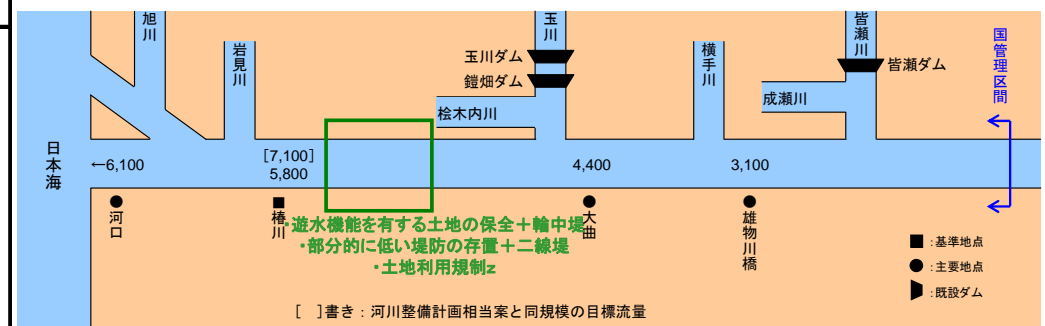 旭川
岩見川
玉川
横手川
皆瀬川
国管理区間
玉川ダム
鎧畑ダム
皆瀬ダム
桧木内川
成瀬川
日本海
←6,100
[7,100]
5,800
4,400
3,100
河口
椿川
大曲
雄物川橋
・遊水機能を有する土地の保全+輪中堤
・部分的に低い堤防の存置+二線堤
・土地利用規制z
■:基準地点
●:主要地点
:既設ダム
[ ]書き:河川整備計画相当案と同規模の目標流量